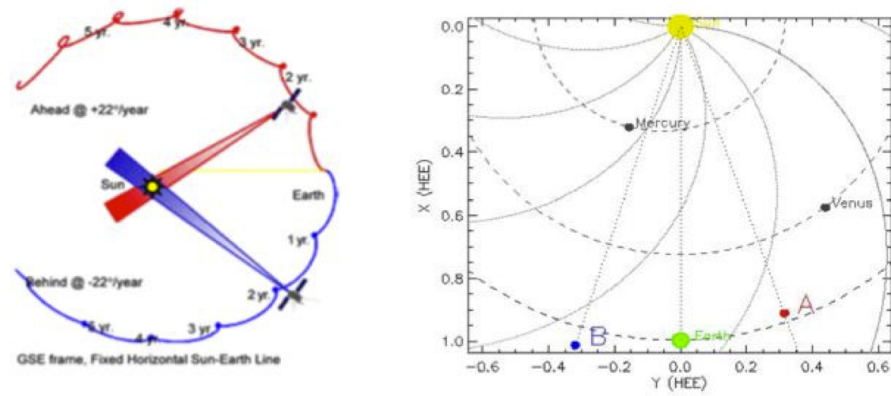 5 yr.
4 yr.
3 yr.
2 yr.
Ahead @ +22°/year
Sun
Earth
1 yr.
Behind @ -22°/year
2 yr.
3 yr.
4 yr.
5 yr.
GSE frame, Fixed Horizontal Sun-Earth Line
0.0
0.2
0.4
0.6
0.8
1.0
X (HEE)
Sun
Mercury
Venus
A
B
Earth
-0.6
-0.4
-0.2
0.0
0.2
0.4
0.6
Y (HEE)